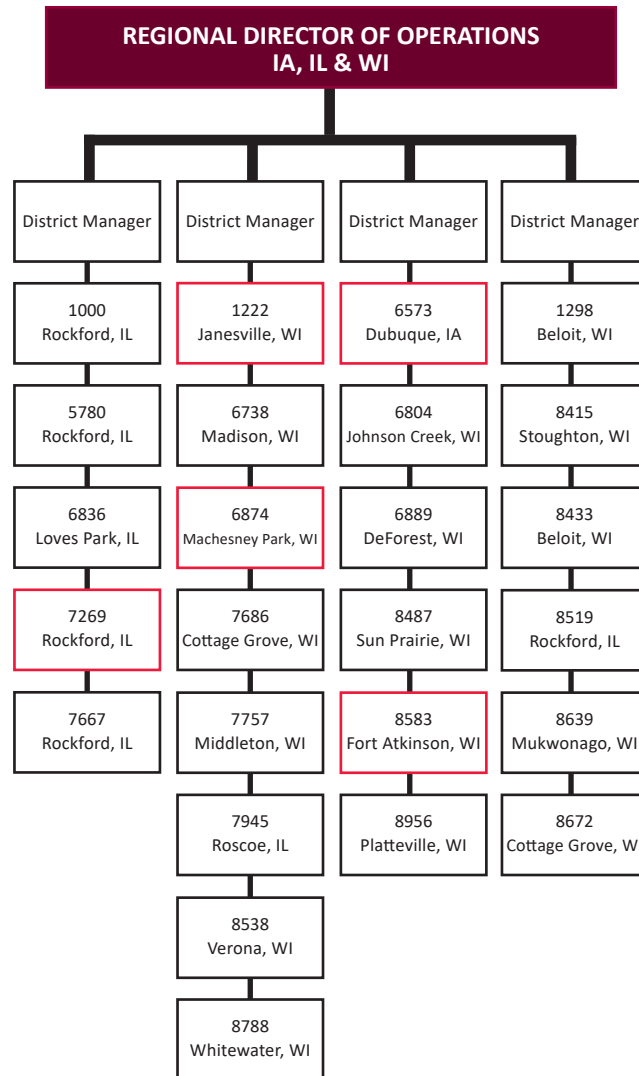 REGIONAL DIRECTOR OF OPERATIONS
IA, IL & WI
District Manager
1000
Rockford, IL
5780
Rockford, IL
6836
Loves Park, IL
7269
Rockford, IL
7667
Rockford, IL
District Manager
1222
Janesville, WI
6738
Madison, WI
6874
Machesney Park, WI
7686
Cottage Grove, WI
7757
Middleton, WI
7945
Roscoe, IL
8538
Verona, WI
8788
Whitewater, WI
District Manager
6573
Dubuque, IA
6804
Johnson Creek, WI
6889
DeForest, WI
8487
Sun Prairie, WI
8583
Fort Atkinson, WI
8956
Platteville, WI
District Manager
1298
Beloit, WI
8415
Stoughton, WI
8433
Beloit, WI
8519
Rockford, IL
8639
Mukwonago, WI
8672
Cottage Grove, W